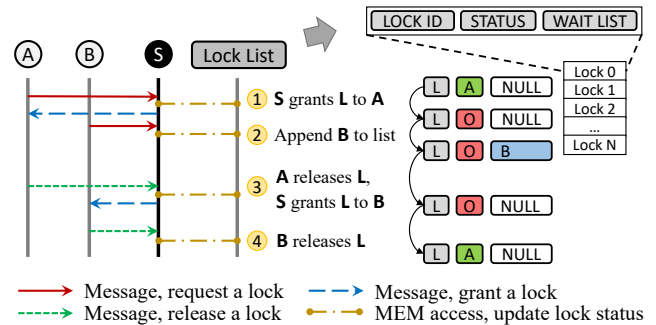 LOCK ID STATUS WAIT LIST
A B S Lock List
Lock 0
Lock 1
Lock 2
...
Lock N
1 S grants L to A
2 Append B to list
3 A releases L,
S grants L to B
4 B releases L
L A NULL
L O NULL
L O B
L O NULL
L A NULL
Message, request a lock
Message, grant a lock
Message, release a lock
MEM access, update lock status